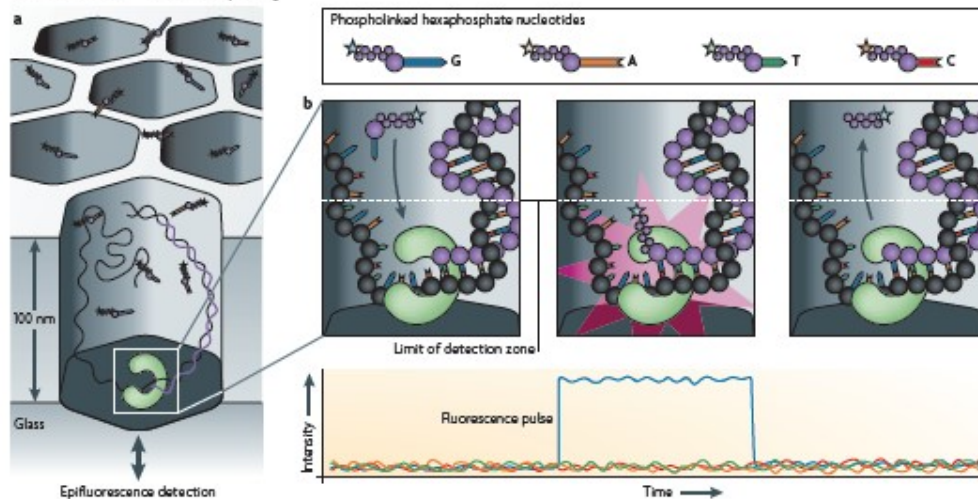 a
Phospholinked hexaphosphate nucleotides
G
A
T
C
b
100 nm
Limit of detection zone
Glass
Epifluorescence detection
Intensity
Fluorescence pulse
Time